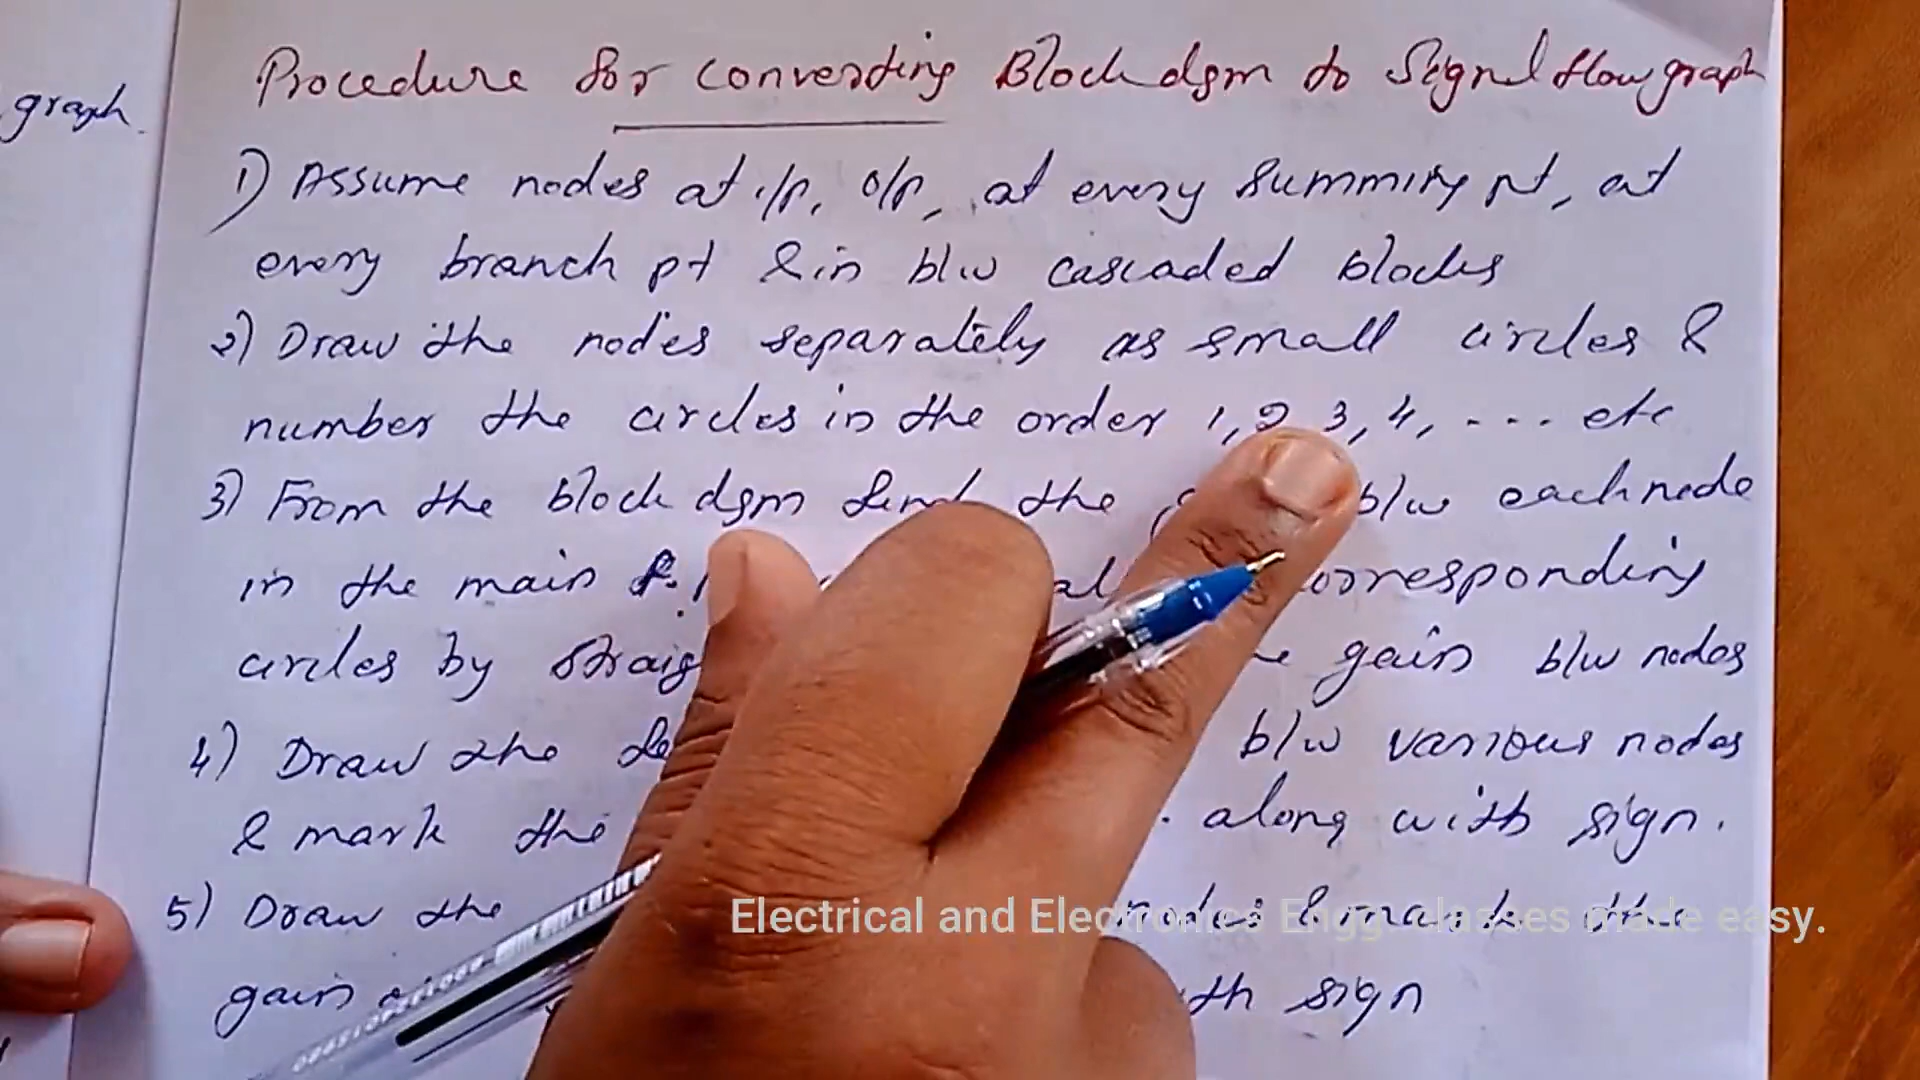 graph.
Procedure for converting Block dgm to Signal flow graph
1) Assume nodes at i/p, o/p, at every summing pt, at
every branch pt & in b/w cascaded blocks
2) Draw the nodes separately as small circles &
number the circles in the order 1, 2 3, 4, --- etc
3) From the block dgm find the b/w each node
in the main corresponding
circles by gain b/w nodes
4) Draw the b/w various nodes
& mark the along with sign.
5) Draw the nodes & mark the
gain sign
Electrical and Electronics Engg. classes made easy.